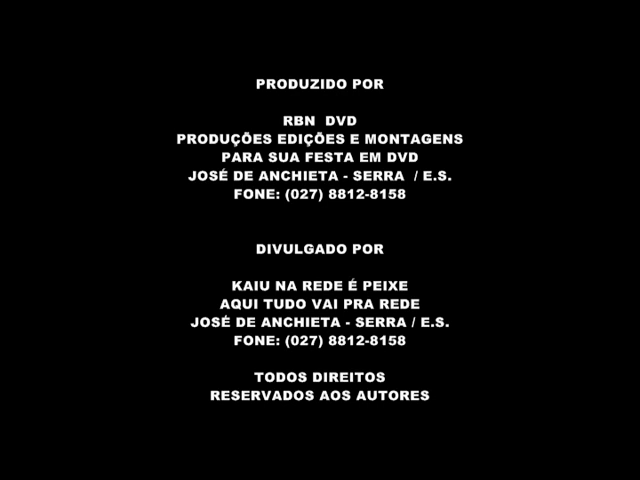 PRODUZIDO POR
RBN DVD
PRODUÇÕES EDIÇÕES E MONTAGENS
PARA SUA FESTA EM DVD
JOSÉ DE ANCHIETA - SERRA / E.S.
FONE: (027) 8812-8158
DIVULGADO POR
KAIU NA REDE É PEIXE
AQUI TUDO VAI PRA REDE
JOSÉ DE ANCHIETA - SERRA / E.S.
FONE: (027) 8812-8158
TODOS DIREITOS
RESERVADOS AOS AUTORES